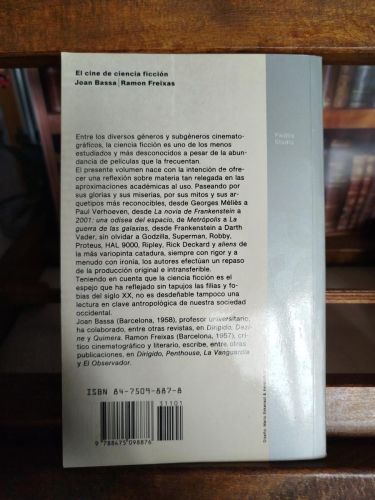 El cine de ciencia ficción
Joan Bassa | Ramon Freixas
Entre los diversos géneros y subgéneros cinemato-
gráficos, la ciencia ficción es uno de los menos
estudiados y más desconocidos a pesar de la abun-
dancia de películas que la frecuentan.
El presente volumen nace con la intención de ofre-
cer una reflexión sobre materia tan relegada en las
aproximaciones académicas al uso. Paseando por
sus glorias y sus miserias, por sus mitos y sus ar-
quetipos más reconocibles, desde Georges Méliès a
Paul Verhoeven, desde La novia de Frankenstein a
2001: una odisea del espacio, de Metrópolis a La
guerra de las galaxias, desde Frankenstein a Darth
Vader, sin olvidar a Godzilla, Superman, Robby,
Proteus, HAL 9000, Ripley, Rick Deckard y aliens de
la más variopinta catadura, siempre con rigor y a
menudo con ironía, los autores efectúan un repaso
de la producción original e intransferible.
Teniendo en cuenta que la ciencia ficción es el
espejo que ha reflejado sin tapujos las filias y fo-
bias del siglo XX, no es desdeñable tampoco una
lectura en clave antropológica de nuestra sociedad
occidental.
Joan Bassa (Barcelona, 1958), profesor universitario,
ha colaborado, entre otras revistas, en Dirigido, Dezi-
ne y Quimera. Ramon Freixas (Barcelona, 1957), crí-
tico cinematográfico y literario, escribe, entre otras
publicaciones, en Dirigido, Penthouse, La Vanguardia
y El Observador.
Paidós
Studio
ISBN 84-7509-887-8
31101
9 788475 098876